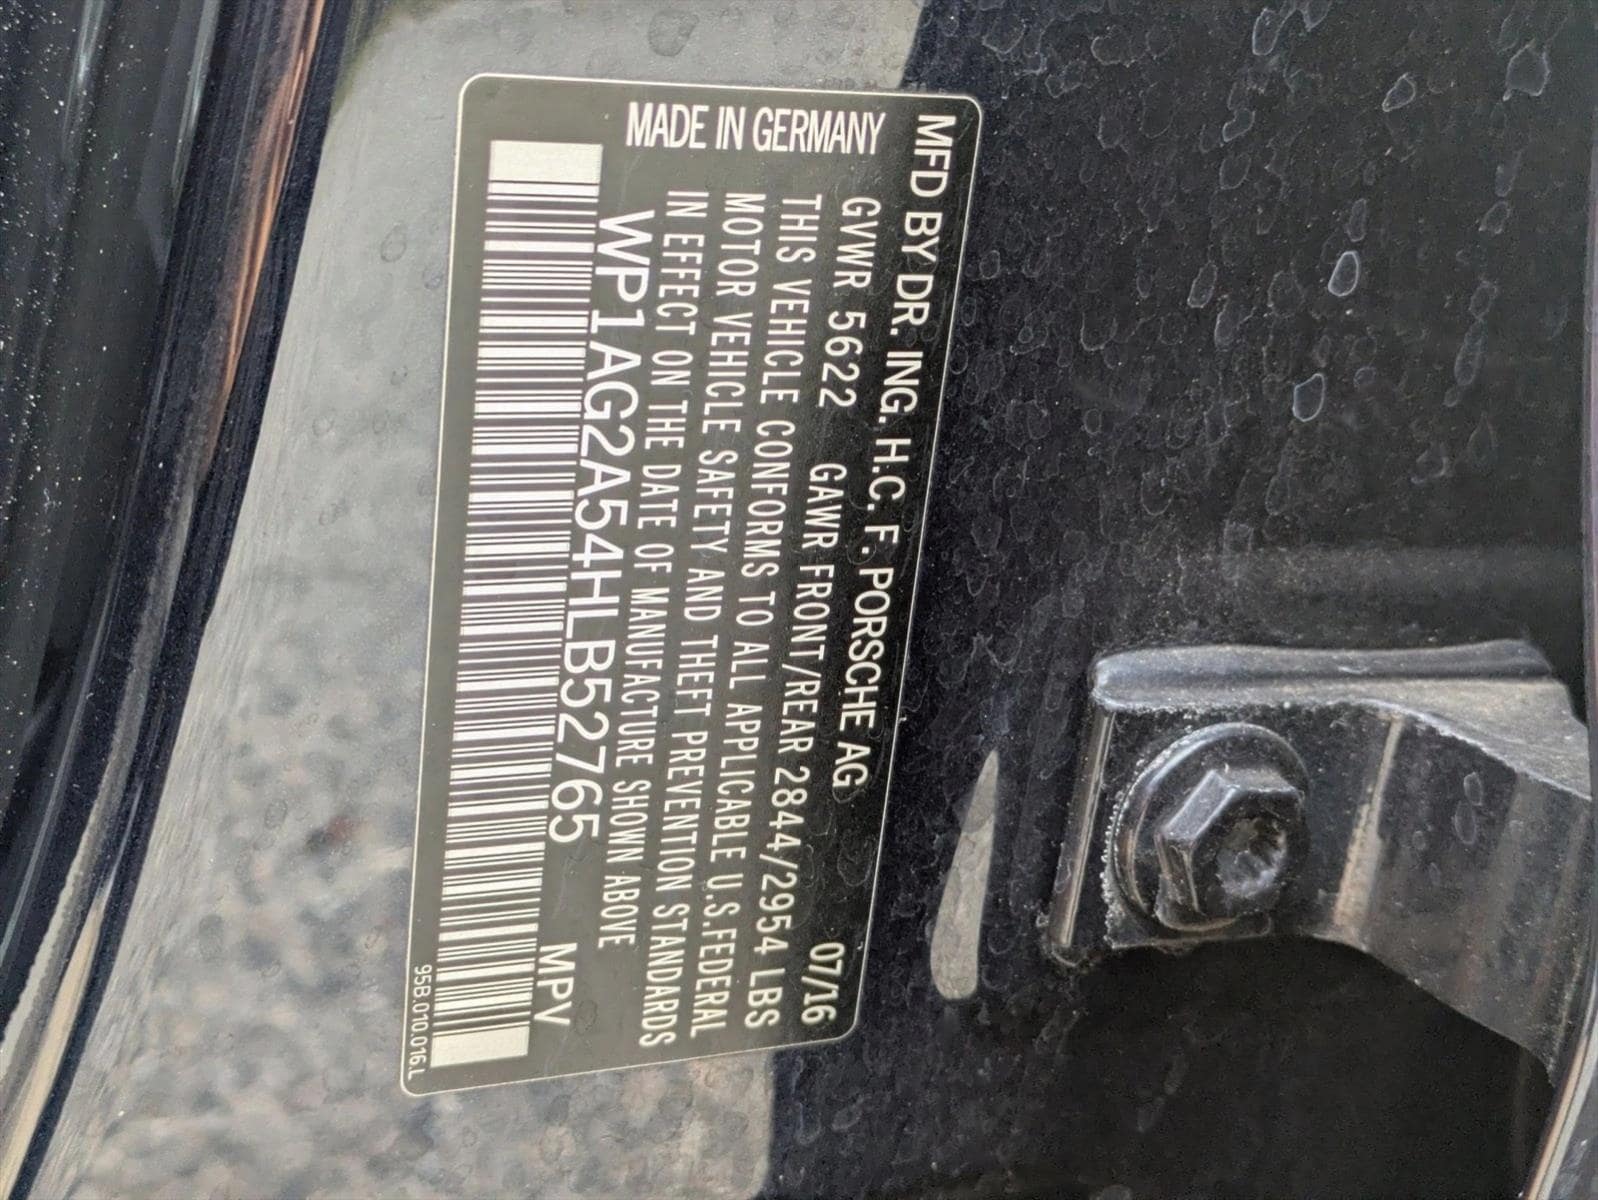 MFD BY DR. ING. H.C. F. PORSCHE AG
MADE IN GERMANY
07/16
GVWR 5622 GAWR FRONT/REAR 2844/2954 LBS
THIS VEHICLE CONFORMS TO ALL APPLICABLE U.S.FEDERAL
MOTOR VEHICLE SAFETY AND THEFT PREVENTION STANDARDS
IN EFFECT ON THE DATE OF MANUFACTURE SHOWN ABOVE
WP1AG2A54HLB52765 MPV
95B.010.016.L